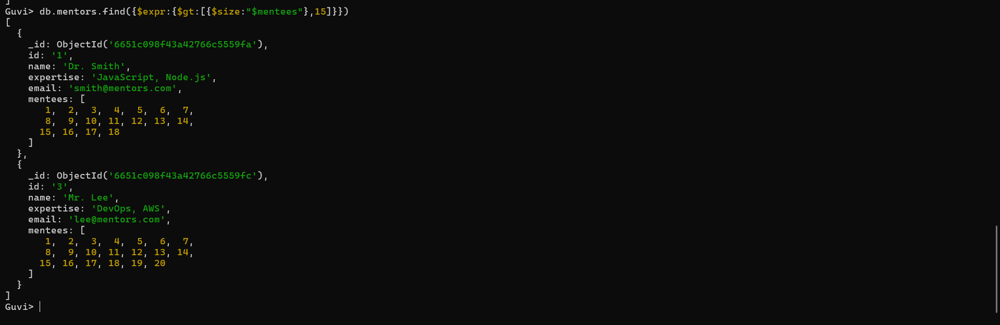 ]
Guvi> db.mentors.find({$expr:{$gt:[{$size:"$mentees"},15]}})
[
  {
    _id: ObjectId('6651c098f43a42766c5559fa'),
    id: '1',
    name: 'Dr. Smith',
    expertise: 'JavaScript, Node.js',
    email: 'smith@mentors.com',
    mentees: [
       1,  2,  3,  4,  5,  6,  7,
       8,  9, 10, 11, 12, 13, 14,
      15, 16, 17, 18
    ]
  },
  {
    _id: ObjectId('6651c098f43a42766c5559fc'),
    id: '3',
    name: 'Mr. Lee',
    expertise: 'DevOps, AWS',
    email: 'lee@mentors.com',
    mentees: [
       1,  2,  3,  4,  5,  6,  7,
       8,  9, 10, 11, 12, 13, 14,
      15, 16, 17, 18, 19, 20
    ]
  }
]
Guvi>